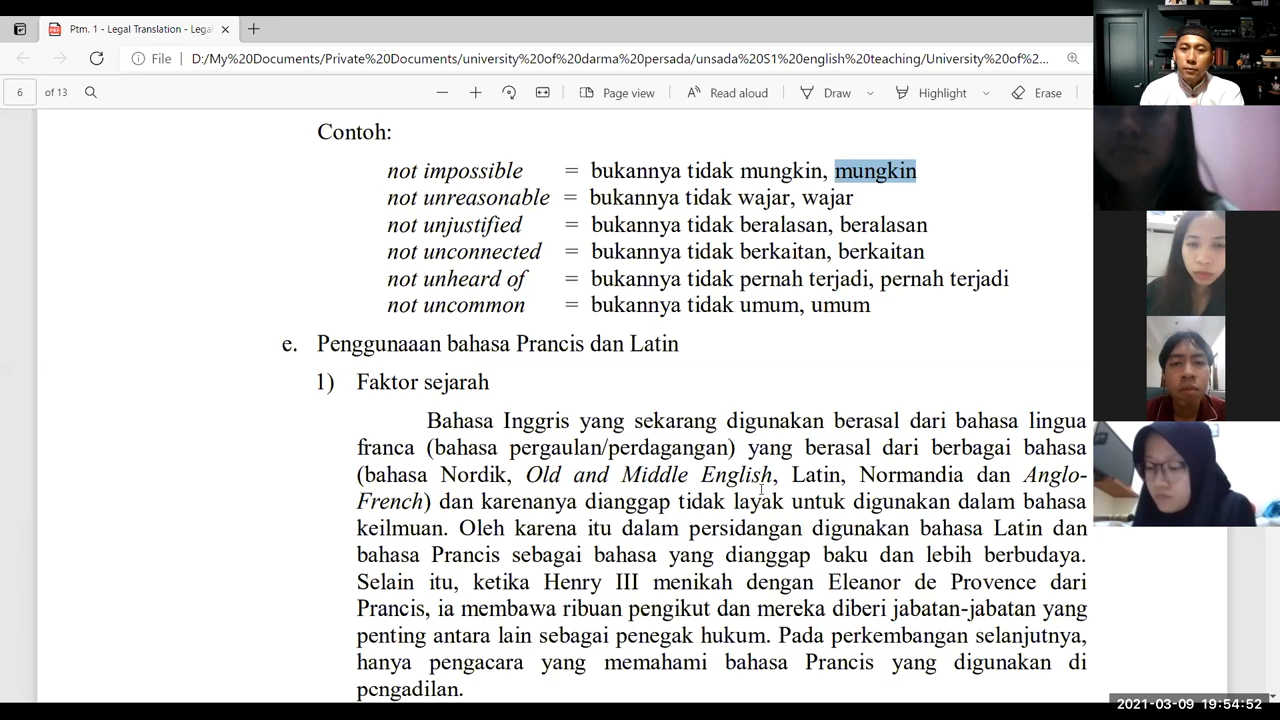 Ptm. 1 - Legal Translation - Lega
File D:/My%20Documents/Private%20Documents/university%20of%20darma%20persada/unsada%20S1%20english%20teaching/University%20of%2...
6 of 13 Page view Read aloud Draw Highlight Erase
Contoh:
not impossible = bukannya tidak mungkin, mungkin
not unreasonable = bukannya tidak wajar, wajar
not unjustified = bukannya tidak beralasan, beralasan
not unconnected = bukannya tidak berkaitan, berkaitan
not unheard of = bukannya tidak pernah terjadi, pernah terjadi
not uncommon = bukannya tidak umum, umum
e. Penggunaaan bahasa Prancis dan Latin
1) Faktor sejarah
Bahasa Inggris yang sekarang digunakan berasal dari bahasa lingua
franca (bahasa pergaulan/perdagangan) yang berasal dari berbagai bahasa
(bahasa Nordik, Old and Middle English, Latin, Normandia dan Anglo-
French) dan karenanya dianggap tidak layak untuk digunakan dalam bahasa
keilmuan. Oleh karena itu dalam persidangan digunakan bahasa Latin dan
bahasa Prancis sebagai bahasa yang dianggap baku dan lebih berbudaya.
Selain itu, ketika Henry III menikah dengan Eleanor de Provence dari
Prancis, ia membawa ribuan pengikut dan mereka diberi jabatan-jabatan yang
penting antara lain sebagai penegak hukum. Pada perkembangan selanjutnya,
hanya pengacara yang memahami bahasa Prancis yang digunakan di
pengadilan.
2021-03-09 19:54:52